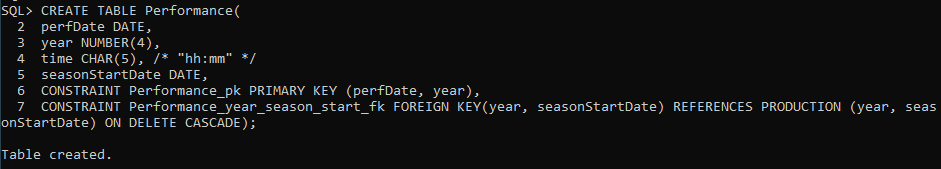 SQL> CREATE TABLE Performance(
  2  perfDate DATE,
  3  year NUMBER(4),
  4  time CHAR(5), /* "hh:mm" */
  5  seasonStartDate DATE,
  6  CONSTRAINT Performance_pk PRIMARY KEY (perfDate, year),
  7  CONSTRAINT Performance_year_season_start_fk FOREIGN KEY(year, seasonStartDate) REFERENCES PRODUCTION (year, seas
onStartDate) ON DELETE CASCADE);
Table created.